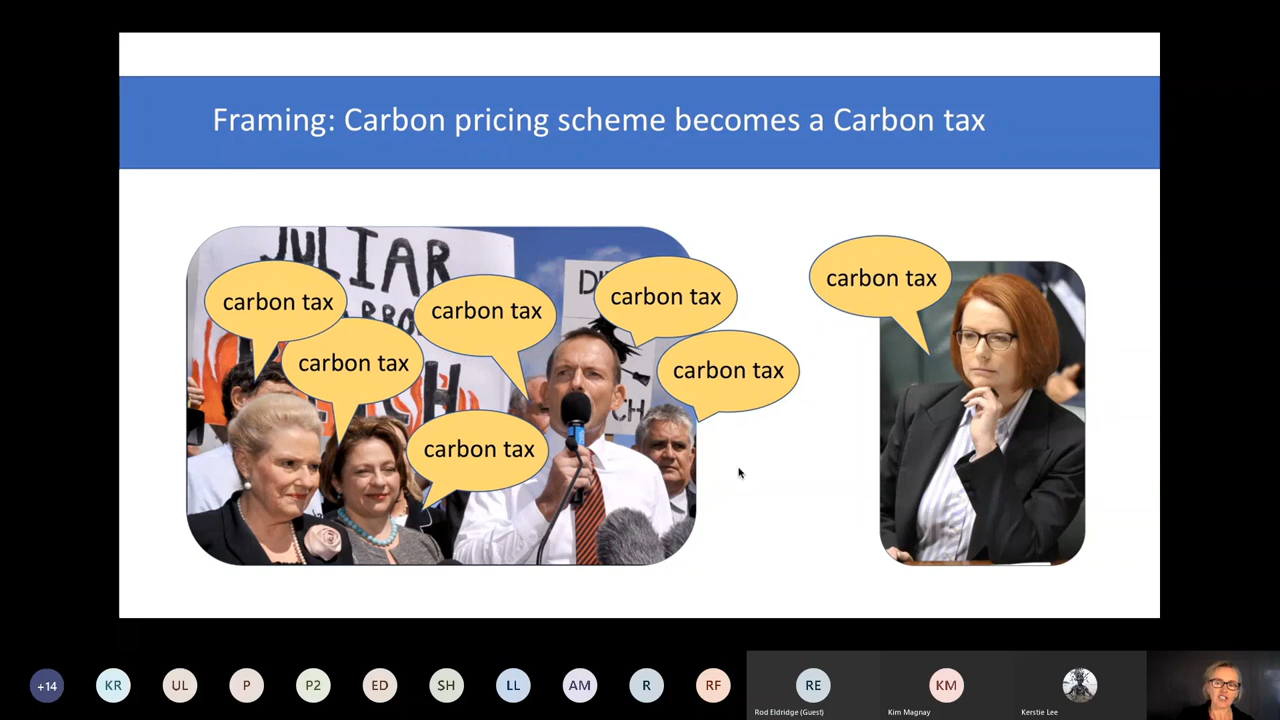 Framing: Carbon pricing scheme becomes a Carbon tax
JULIAR
carbon tax
carbon tax
carbon tax
carbon tax
carbon tax
carbon tax
carbon tax
+14
KR
UL
P
P2
ED
SH
LL
AM
R
RF
RE
KM
Rod Eldridge (Guest)
Kim Magnay
Kerstie Lee